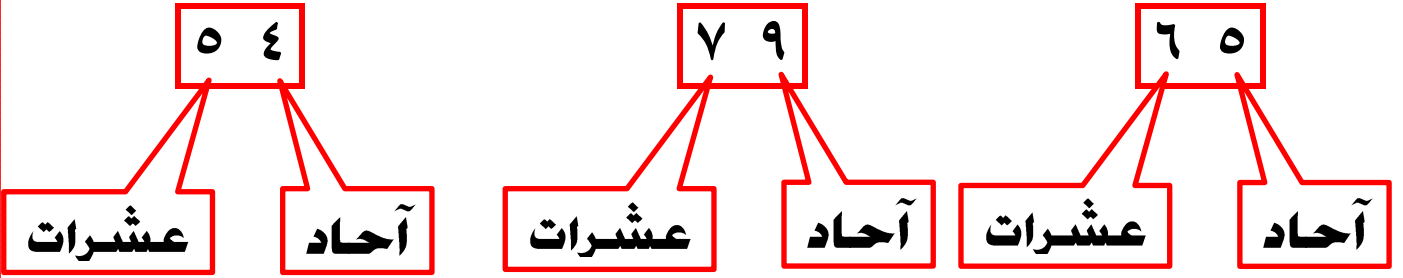 ٦ ٥
٧ ٩
٥ ٤
آحاد
عشرات
آحاد
عشرات
آحاد
عشرات